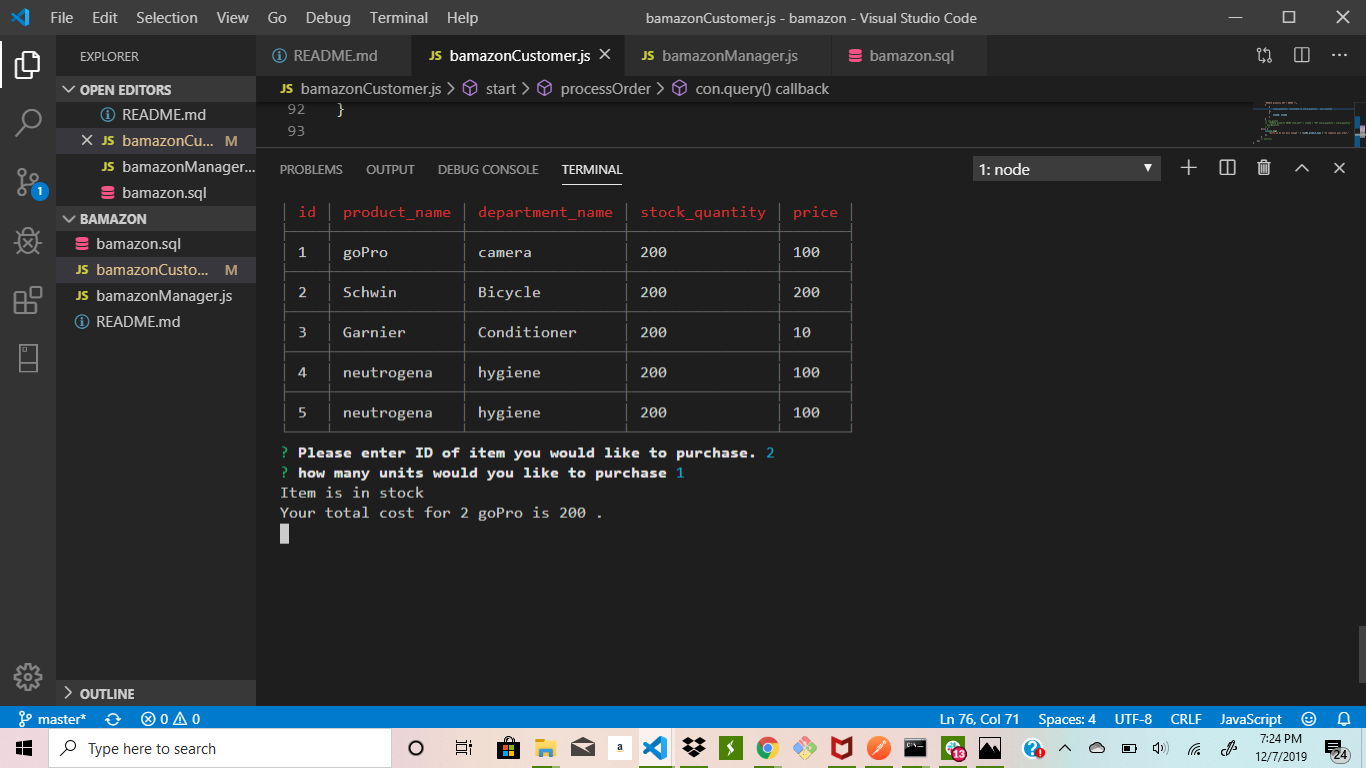 File Edit Selection View Go Debug Terminal Help bamazonCustomer.js - bamazon - Visual Studio Code
EXPLORER
OPEN EDITORS
README.md
JS bamazonCu... M
JS bamazonManager...
bamazon.sql
BAMAZON
bamazon.sql
JS bamazonCusto... M
JS bamazonManager.js
README.md
OUTLINE
1
README.md JS bamazonCustomer.js JS bamazonManager.js bamazon.sql
JS bamazonCustomer.js > start > processOrder > con.query() callback
92 }
93
PROBLEMS OUTPUT DEBUG CONSOLE TERMINAL 1: node
id product_name department_name stock_quantity price
1 goPro camera 200 100
2 Schwin Bicycle 200 200
3 Garnier Conditioner 200 10
4 neutrogena hygiene 200 100
5 neutrogena hygiene 200 100
? Please enter ID of item you would like to purchase. 2
? how many units would you like to purchase 1
Item is in stock
Your total cost for 2 goPro is 200 .
master* 0 0 Ln 76, Col 71 Spaces: 4 UTF-8 CRLF JavaScript
Type here to search
a
13
7:24 PM
12/7/2019
24